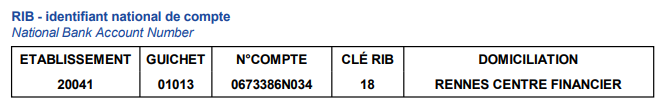 RIB - identifiant national de compte
National Bank Account Number
ETABLISSEMENT GUICHET N°COMPTE CLÉ RIB DOMICILIATION
20041 01013 0673386N034 18 RENNES CENTRE FINANCIER